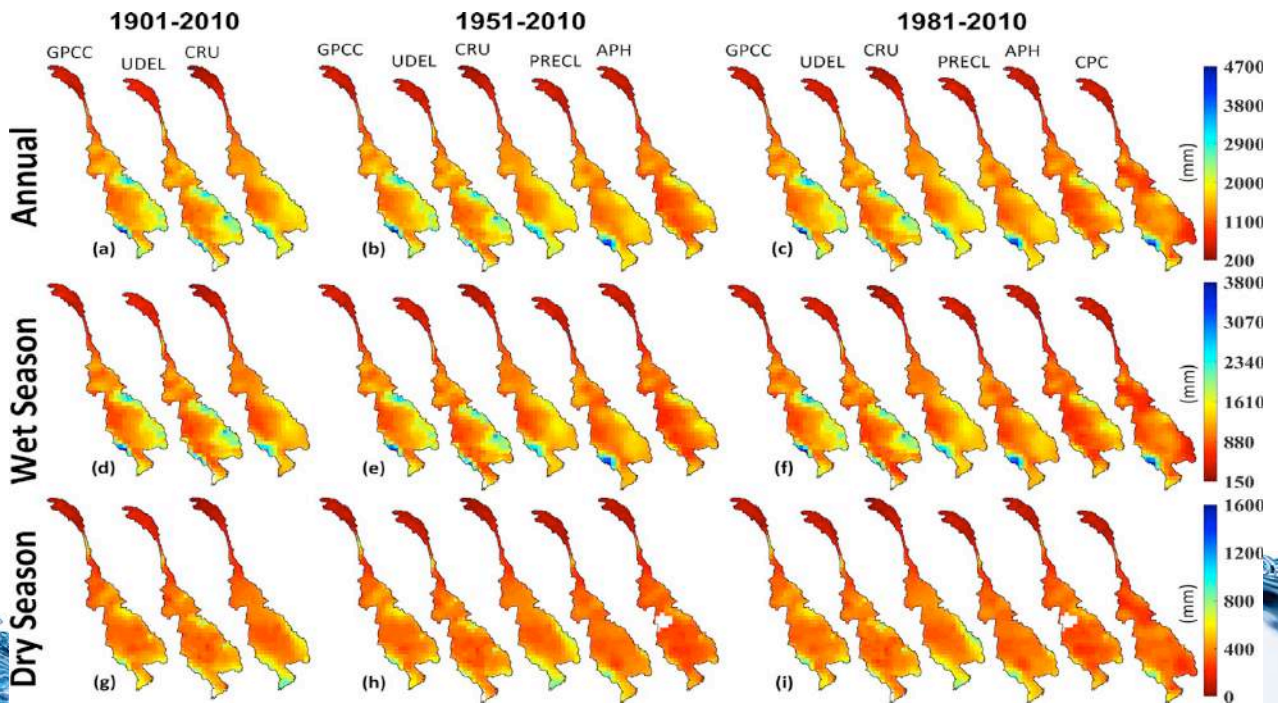 1901-2010
1951-2010
1981-2010
GPCC UDEL CRU
GPCC UDEL CRU PRECL APH
GPCC UDEL CRU PRECL APH CPC
Annual
(a)
(b)
(c)
4700
3800
2900
2000
1100
200
(mm)
Wet Season
(d)
(e)
(f)
3800
3070
2340
1610
880
150
(mm)
Dry Season
(g)
(h)
(i)
1600
1200
800
400
0
(mm)